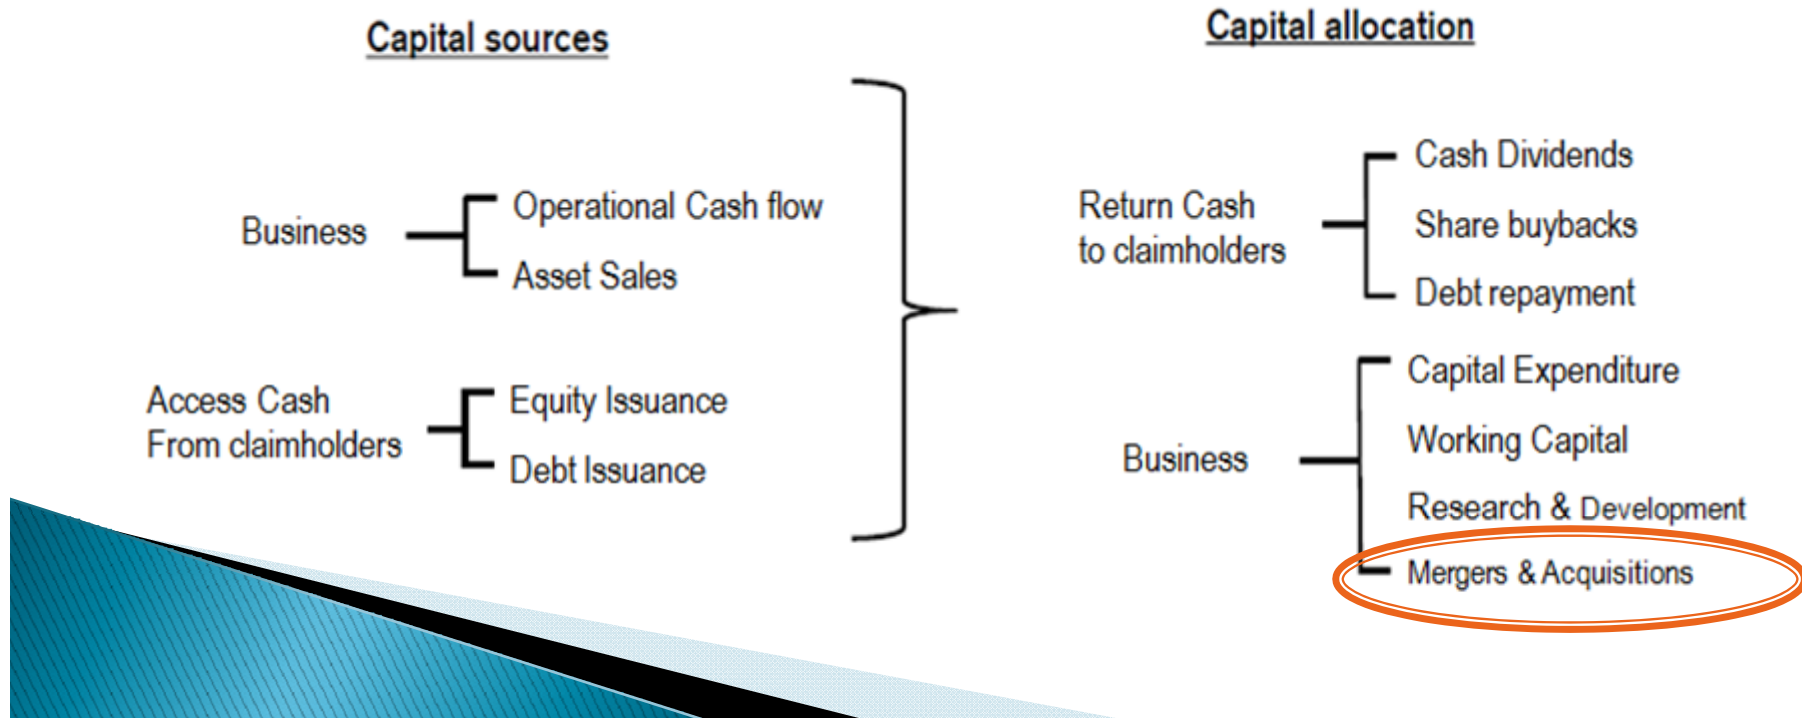 Capital sources
Business
Operational Cash flow
Asset Sales
Access Cash
From claimholders
Equity Issuance
Debt Issuance
Capital allocation
Return Cash
to claimholders
Cash Dividends
Share buybacks
Debt repayment
Business
Capital Expenditure
Working Capital
Research & Development
Mergers & Acquisitions